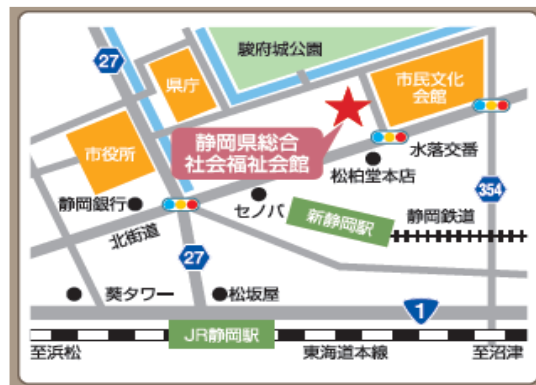 駿府城公園
27
県庁
市民文化
会館
市役所
静岡県総合
社会福祉会館
水落交番
松柏堂本店
354
静岡銀行
セノバ
静岡鉄道
新静岡駅
北街道
27
葵タワー
松坂屋
1
JR静岡駅
至浜松
東海道本線
至沼津